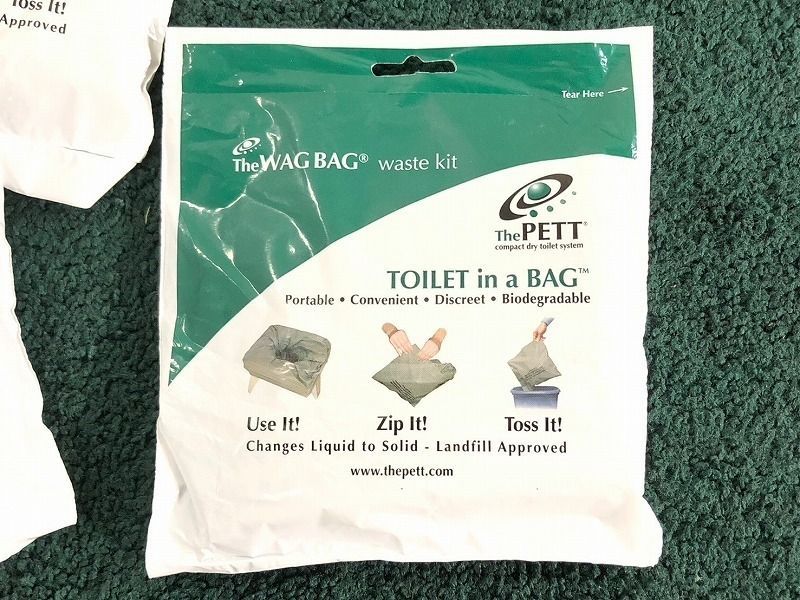 Toss It!
Approved
Tear Here
The WAG BAG® waste kit
The PETT®
compact dry toilet system
TOILET in a BAG™
Portable • Convenient • Discreet • Biodegradable
Use It! Zip It! Toss It!
Changes Liquid to Solid - Landfill Approved
www.thepett.com